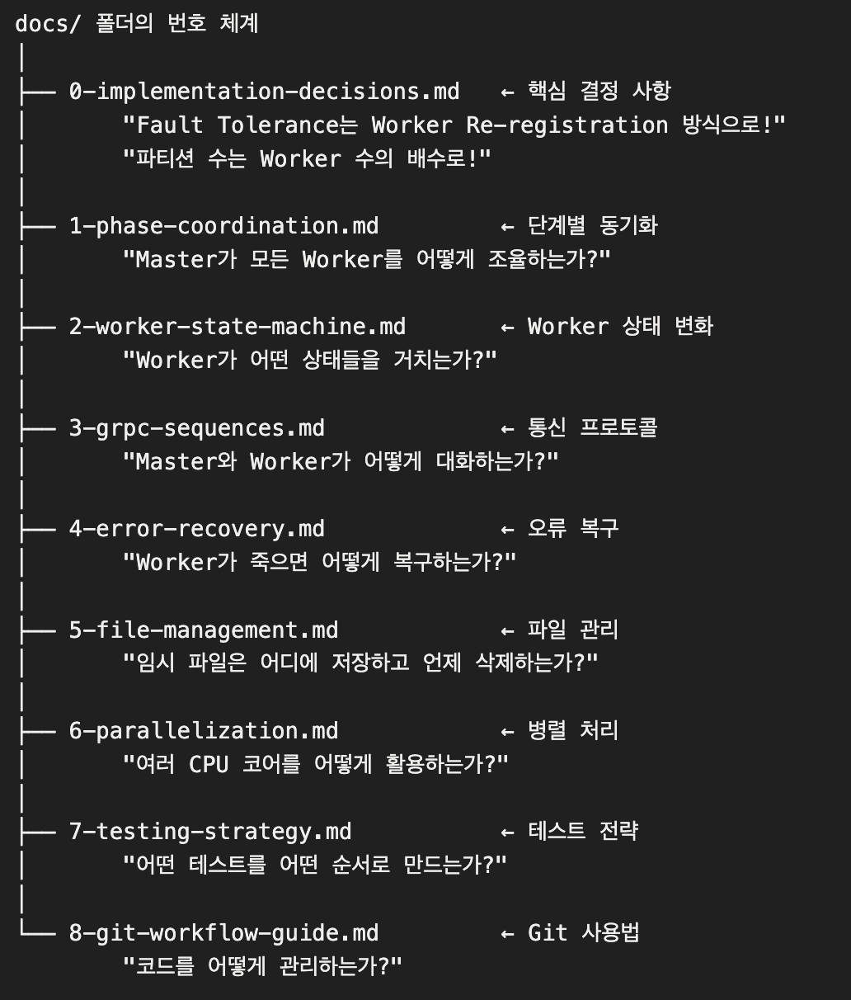 docs/ 폴더의 번호 체계
│
├── 0-implementation-decisions.md   ← 핵심 결정 사항
│       "Fault Tolerance는 Worker Re-registration 방식으로!"
│       "파티션 수는 Worker 수의 배수로!"
│
├── 1-phase-coordination.md         ← 단계별 동기화
│       "Master가 모든 Worker를 어떻게 조율하는가?"
│
├── 2-worker-state-machine.md       ← Worker 상태 변화
│       "Worker가 어떤 상태들을 거치는가?"
│
├── 3-grpc-sequences.md             ← 통신 프로토콜
│       "Master와 Worker가 어떻게 대화하는가?"
│
├── 4-error-recovery.md             ← 오류 복구
│       "Worker가 죽으면 어떻게 복구하는가?"
│
├── 5-file-management.md            ← 파일 관리
│       "임시 파일은 어디에 저장하고 언제 삭제하는가?"
│
├── 6-parallelization.md            ← 병렬 처리
│       "여러 CPU 코어를 어떻게 활용하는가?"
│
├── 7-testing-strategy.md           ← 테스트 전략
│       "어떤 테스트를 어떤 순서로 만드는가?"
│
└── 8-git-workflow-guide.md         ← Git 사용법
        "코드를 어떻게 관리하는가?"